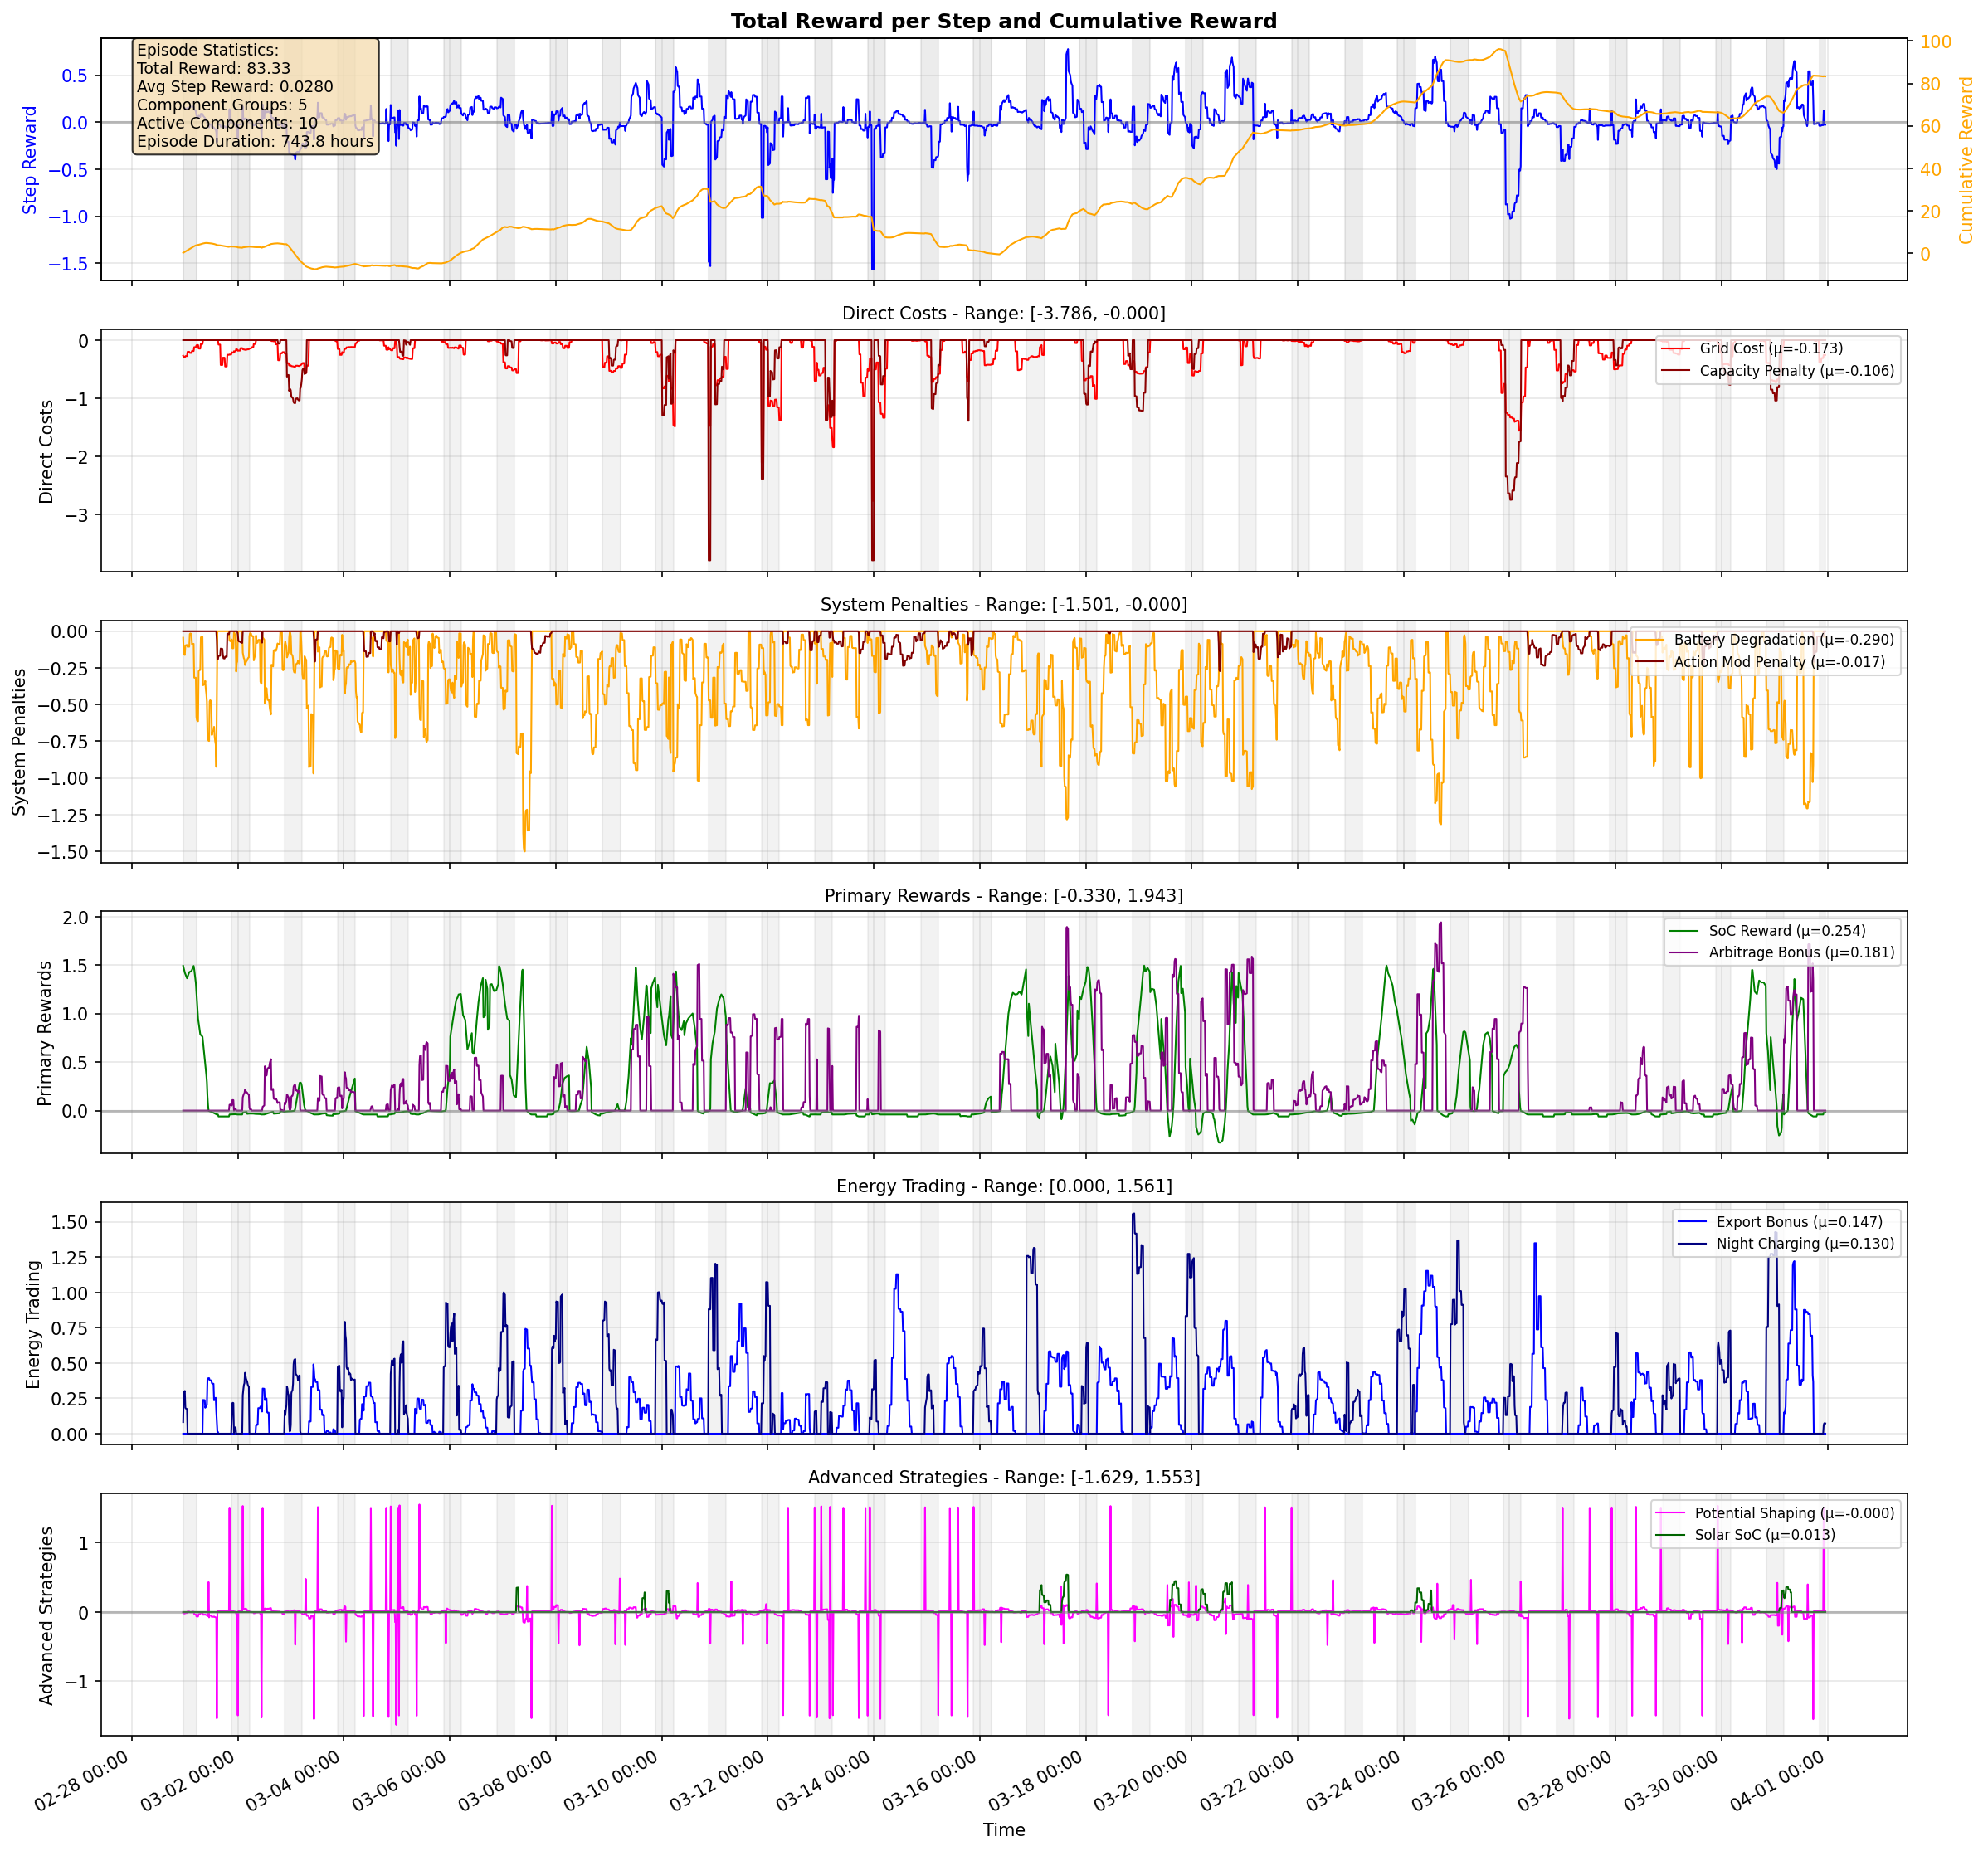 Total Reward per Step and Cumulative Reward
Episode Statistics:
Total Reward: 83.33
Avg Step Reward: 0.0280
Component Groups: 5
Active Components: 10
Episode Duration: 743.8 hours
Step Reward
0.5
0.0
−0.5
−1.0
−1.5
Cumulative Reward
100
80
60
40
20
0
Direct Costs - Range: [-3.786, -0.000]
Direct Costs
0
−1
−2
−3
Grid Cost (μ=-0.173)
Capacity Penalty (μ=-0.106)
System Penalties - Range: [-1.501, -0.000]
System Penalties
0.00
−0.25
−0.50
−0.75
−1.00
−1.25
−1.50
Battery Degradation (μ=-0.290)
Action Mod Penalty (μ=-0.017)
Primary Rewards - Range: [-0.330, 1.943]
Primary Rewards
2.0
1.5
1.0
0.5
0.0
SoC Reward (μ=0.254)
Arbitrage Bonus (μ=0.181)
Energy Trading - Range: [0.000, 1.561]
Energy Trading
1.50
1.25
1.00
0.75
0.50
0.25
0.00
Export Bonus (μ=0.147)
Night Charging (μ=0.130)
Advanced Strategies - Range: [-1.629, 1.553]
Advanced Strategies
1
0
−1
Potential Shaping (μ=-0.000)
Solar SoC (μ=0.013)
02-28 00:00
03-02 00:00
03-04 00:00
03-06 00:00
03-08 00:00
03-10 00:00
03-12 00:00
03-14 00:00
03-16 00:00
03-18 00:00
03-20 00:00
03-22 00:00
03-24 00:00
03-26 00:00
03-28 00:00
03-30 00:00
04-01 00:00
Time